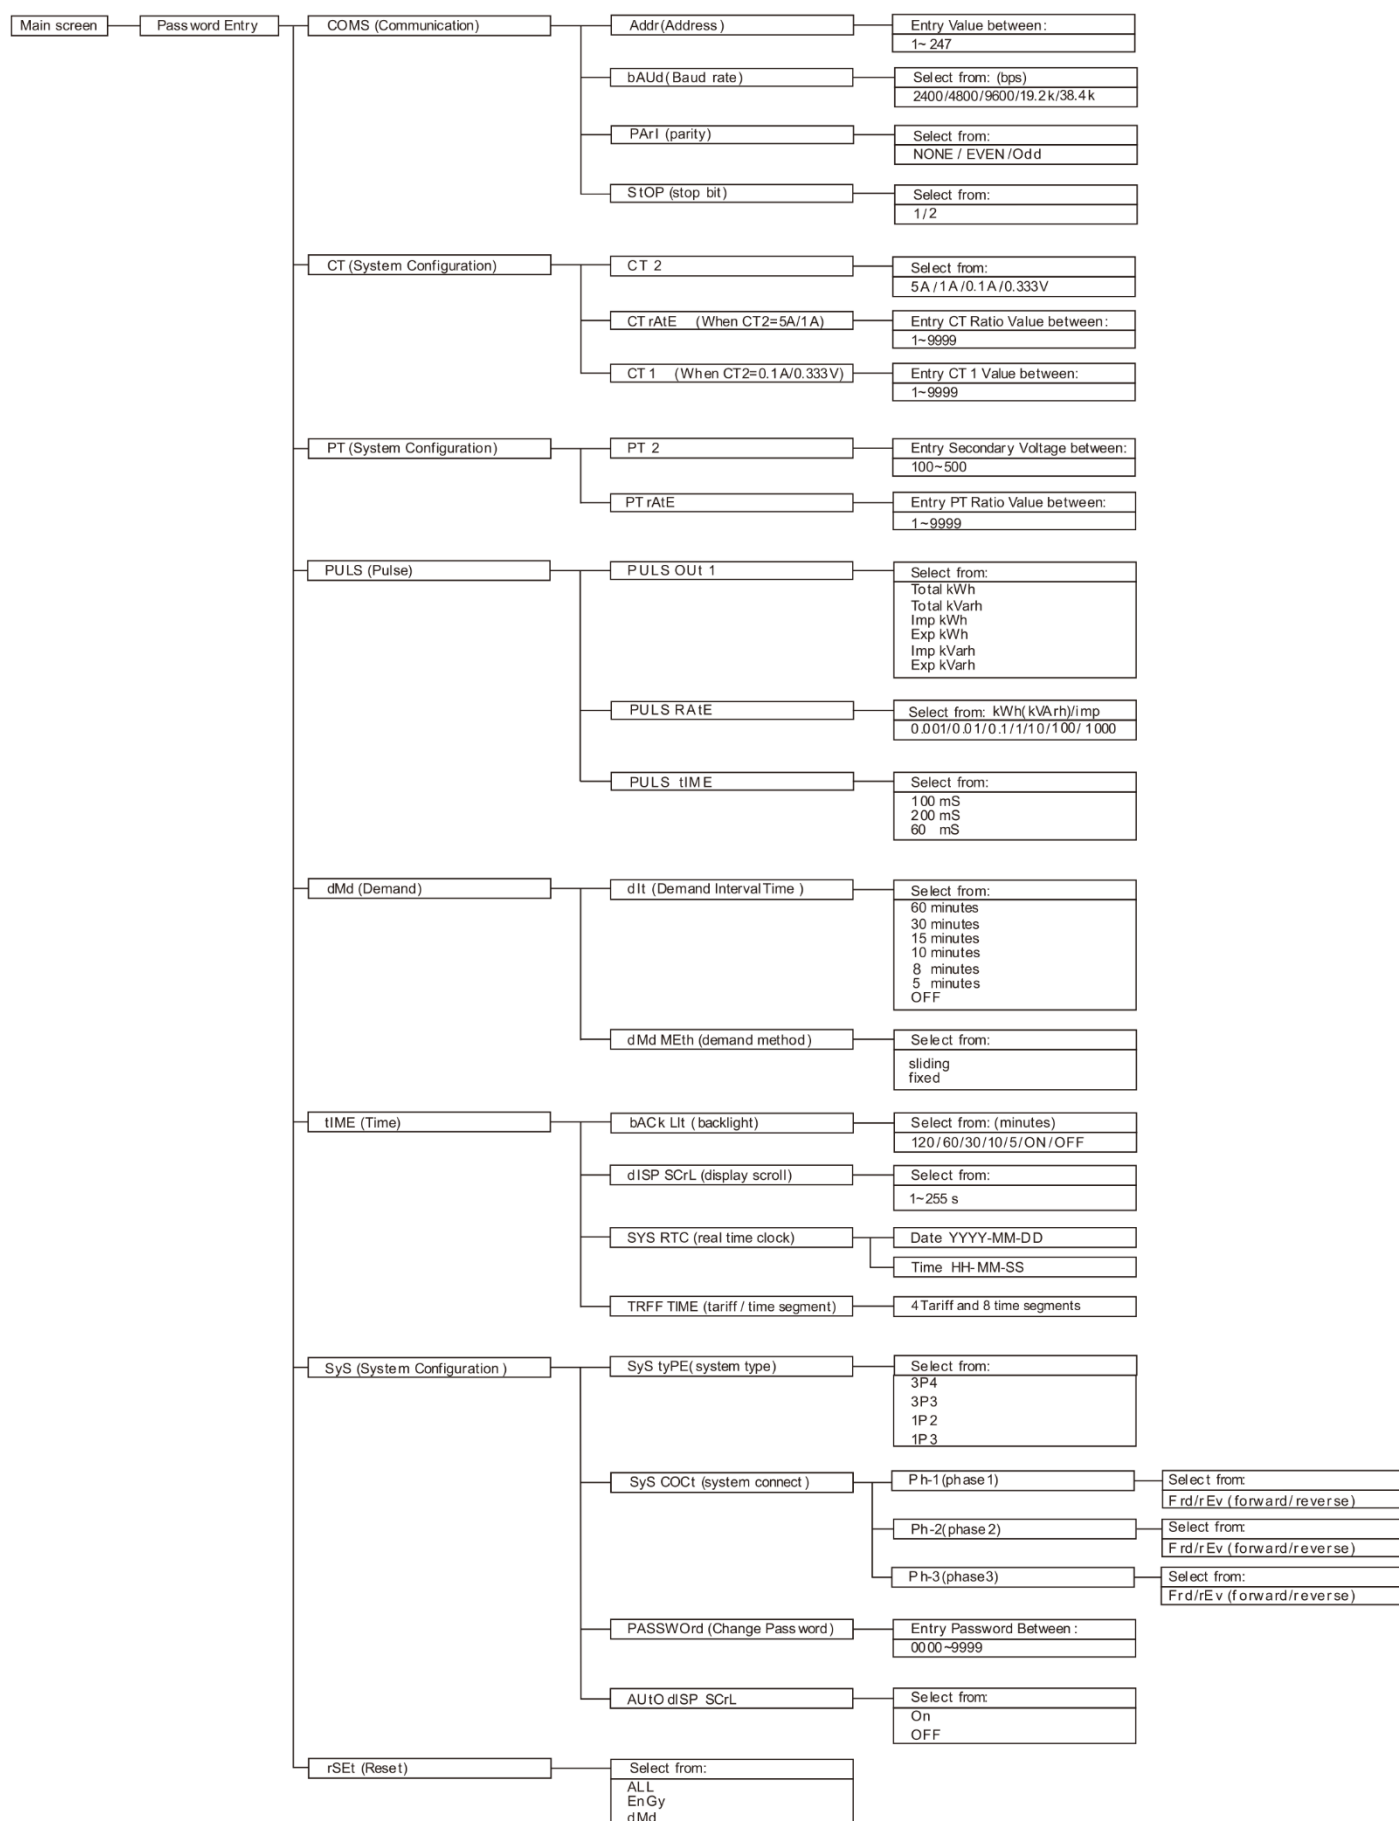 Main screen
Password Entry
COMS (Communication)
Addr(Address)
Entry Value between:
1~247
bAUd(Baud rate)
Select from: (bps)
2400/4800/9600/19.2k/38.4k
PArI (parity)
Select from:
NONE / EVEN /Odd
StOP (stop bit)
Select from:
1/2
CT (System Configuration)
CT 2
Select from:
5A/1A/0.1A/0.333V
CT rAtE (When CT2=5A/1A)
Entry CT Ratio Value between:
1~9999
CT 1 (When CT2=0.1A/0.333V)
Entry CT 1 Value between:
1~9999
PT (System Configuration)
PT 2
Entry Secondary Voltage between:
100~500
PT rAtE
Entry PT Ratio Value between:
1~9999
PULS (Pulse)
PULS OUt 1
Select from:
Total kWh
Total kVarh
Imp kWh
Exp kWh
Imp kVarh
Exp kVarh
PULS RAtE
Select from: kWh(kVArh)/imp
0.001/0.01/0.1/1/10/100/1000
PULS tIME
Select from:
100 mS
200 mS
60 mS
dMd (Demand)
dIt (Demand Interval Time )
Select from:
60 minutes
30 minutes
15 minutes
10 minutes
8 minutes
5 minutes
OFF
dMd MEth (demand method)
Select from:
sliding
fixed
tIME (Time)
bACk LIt (backlight)
Select from: (minutes)
120/60/30/10/5/ON/OFF
dISP SCrL (display scroll)
Select from:
1~255 s
SYS RTC (real time clock)
Date YYYY-MM-DD
Time HH-MM-SS
TRFF TIME (tariff / time segment)
4Tariff and 8 time segments
SyS (System Configuration )
SyS tyPE(system type)
Select from:
3P4
3P3
1P2
1P3
SyS COCt (system connect )
Ph-1(phase1)
Select from:
Frd/rEv (forward/reverse)
Ph-2(phase2)
Select from:
Frd/rEv (forward/reverse)
Ph-3(phase3)
Select from:
Frd/rEv (forward/reverse)
PASSWOrd (Change Password)
Entry Password Between :
0000~9999
AUtO dISP SCrL
Select from:
On
OFF
rSEt (Reset)
Select from:
ALL
EnGy
dMd